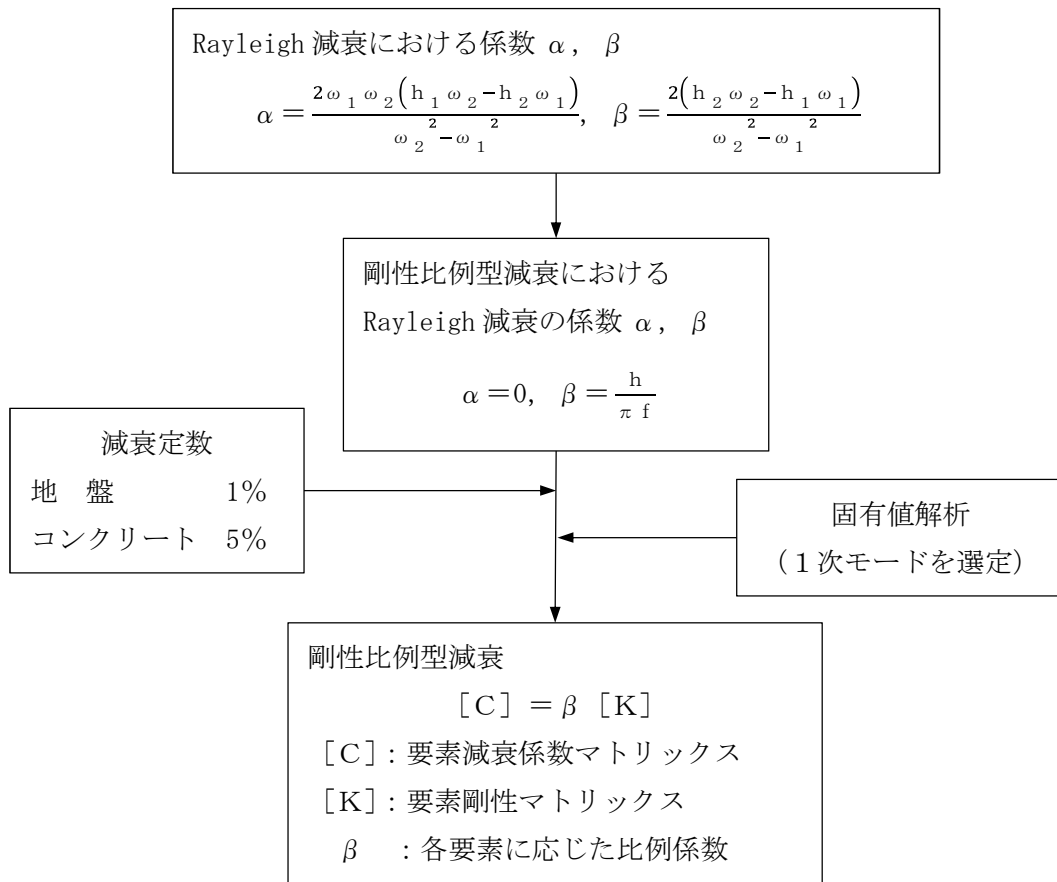 Rayleigh 減衰における係数 α, β
α＝2ω₁ω₂(h₁ω₂−h₂ω₁)/(ω₂²−ω₁²), β＝2(h₂ω₂−h₁ω₁)/(ω₂²−ω₁²)
剛性比例型減衰における
Rayleigh 減衰の係数 α, β
α＝0, β＝h/(πf)
減衰定数
地　盤　　　1%
コンクリート　5%
固有値解析
（１次モードを選定）
剛性比例型減衰
［Ｃ］＝β［Ｋ］
［Ｃ］：要素減衰係数マトリックス
［Ｋ］：要素剛性マトリックス
β　：各要素に応じた比例係数